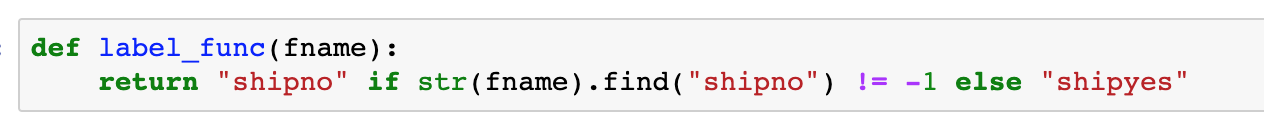 def label_func(fname):
    return "shipno" if str(fname).find("shipno") != -1 else "shipyes"